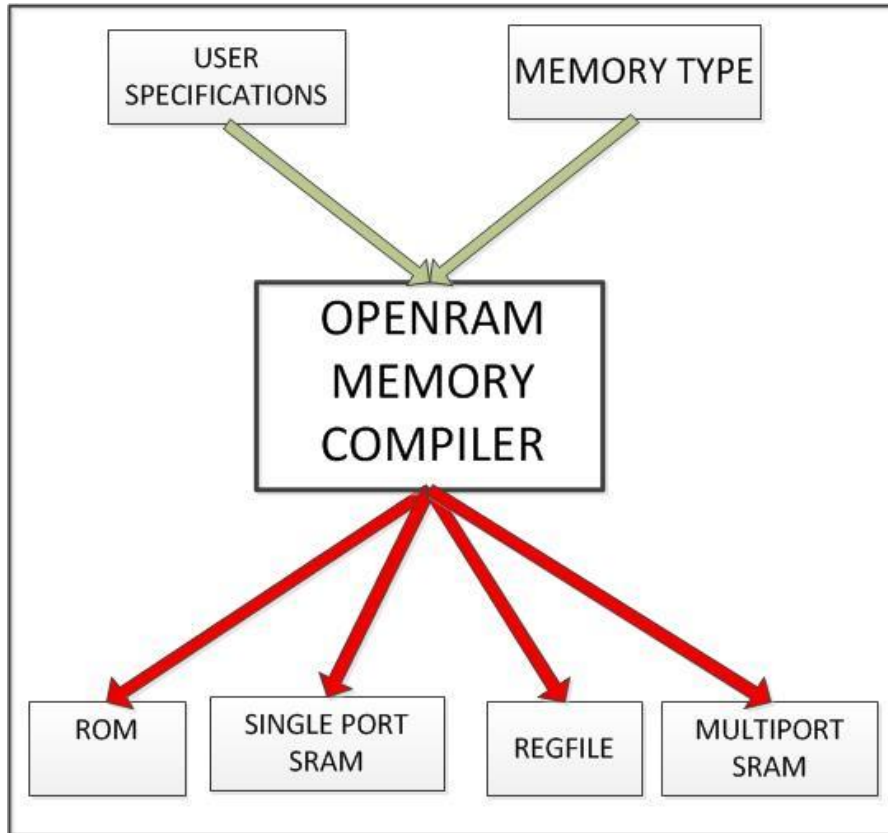 USER
SPECIFICATIONS
MEMORY TYPE
OPENRAM
MEMORY
COMPILER
ROM
SINGLE PORT
SRAM
REGFILE
MULTIPORT
SRAM